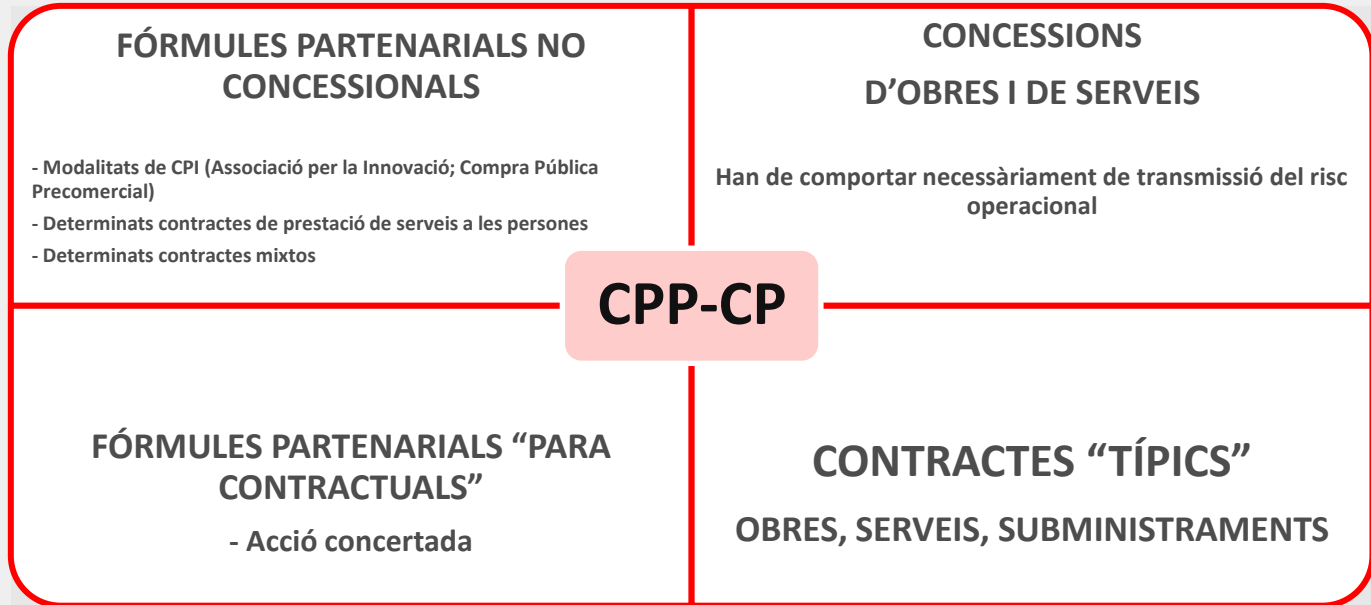 FÓRMULES PARTENARIALS NO
CONCESSIONALS
- Modalitats de CPI (Associació per la Innovació; Compra Pública
Precomercial)
- Determinats contractes de prestació de serveis a les persones
- Determinats contractes mixtos
CONCESSIONS
D’OBRES I DE SERVEIS
Han de comportar necessàriament de transmissió del risc
operacional
CPP-CP
FÓRMULES PARTENARIALS “PARA
CONTRACTUALS”
- Acció concertada
CONTRACTES “TÍPICS”
OBRES, SERVEIS, SUBMINISTRAMENTS